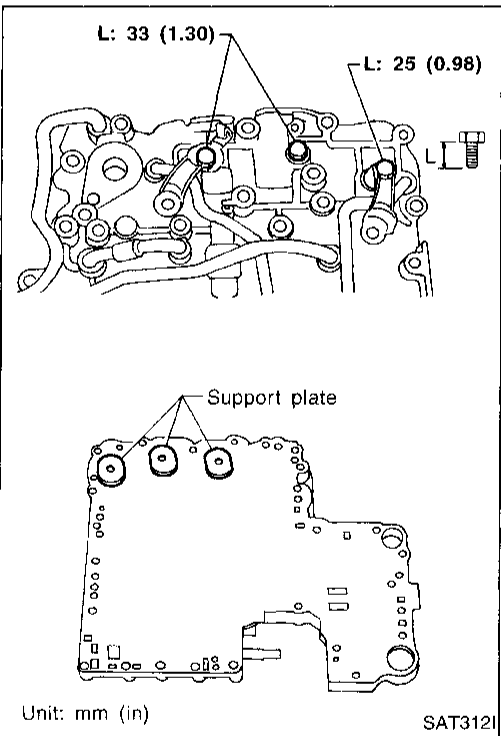 L: 33 (1.30)
L: 25 (0.98)
L
Support plate
Unit: mm (in)
SAT312I